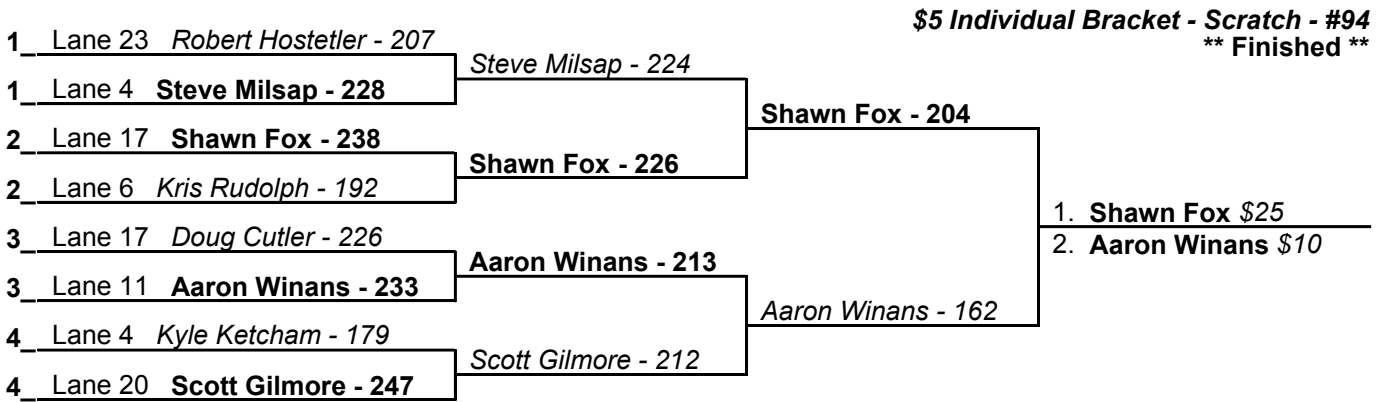 $5 Individual Bracket - Scratch - #94
** Finished **
1_ Lane 23 Robert Hostetler - 207
1_ Lane 4 Steve Milsap - 228
2_ Lane 17 Shawn Fox - 238
2_ Lane 6 Kris Rudolph - 192
3_ Lane 17 Doug Cutler - 226
3_ Lane 11 Aaron Winans - 233
4_ Lane 4 Kyle Ketcham - 179
4_ Lane 20 Scott Gilmore - 247
Steve Milsap - 224
Shawn Fox - 226
Aaron Winans - 213
Scott Gilmore - 212
Shawn Fox - 204
Aaron Winans - 162
1. Shawn Fox $25
2. Aaron Winans $10